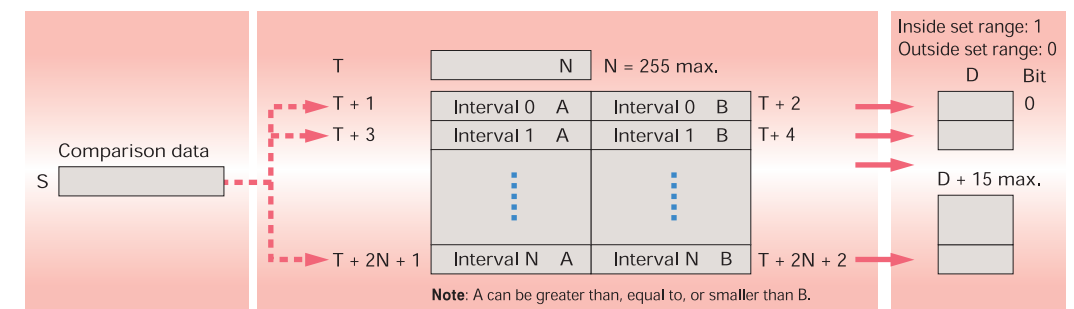 Inside set range: 1
Outside set range: 0
D Bit
T N N = 255 max.
T + 1 Interval 0 A Interval 0 B T + 2 0
T + 3 Interval 1 A Interval 1 B T+ 4
Comparison data
S
D + 15 max.
T + 2N + 1 Interval N A Interval N B T + 2N + 2
Note: A can be greater than, equal to, or smaller than B.